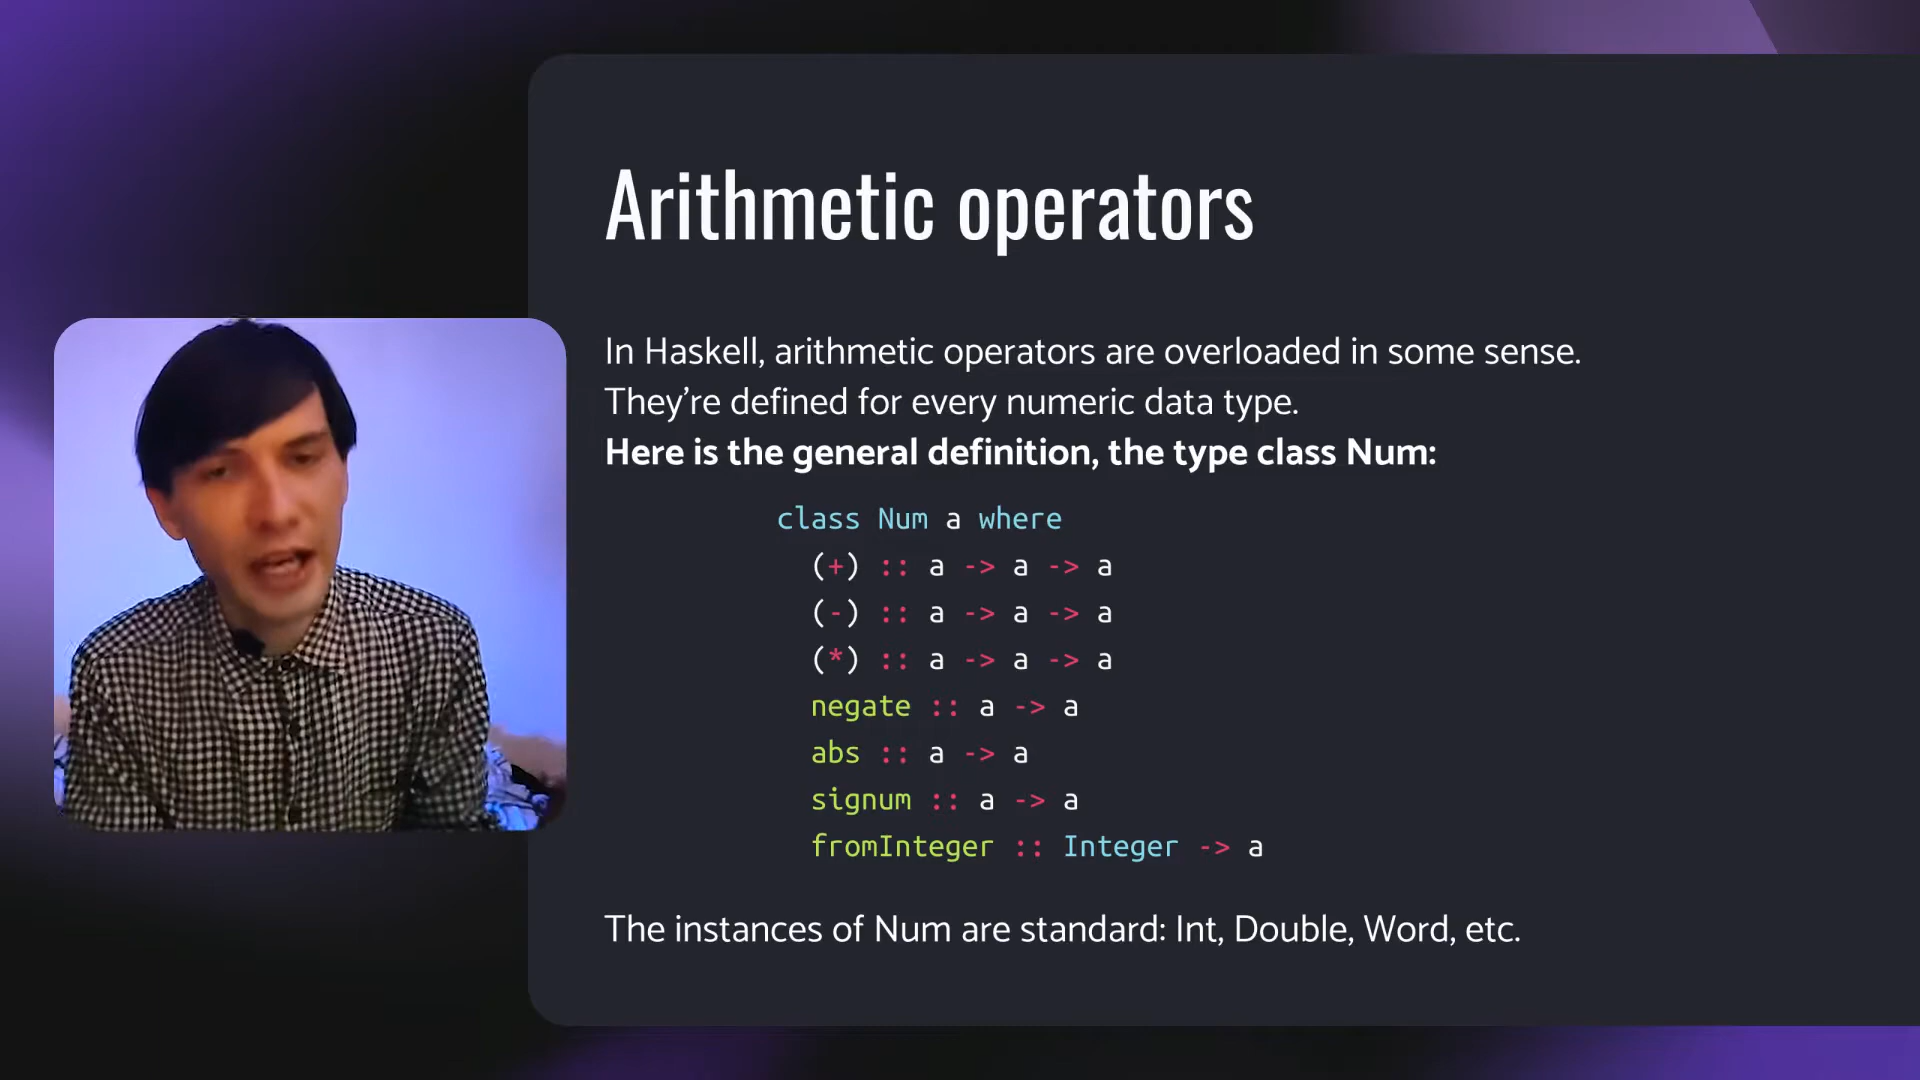 Arithmetic operators
In Haskell, arithmetic operators are overloaded in some sense.
They’re defined for every numeric data type.
Here is the general definition, the type class Num:
class Num a where
(+) :: a -> a -> a
(-) :: a -> a -> a
(*) :: a -> a -> a
negate :: a -> a
abs :: a -> a
signum :: a -> a
fromInteger :: Integer -> a
The instances of Num are standard: Int, Double, Word, etc.